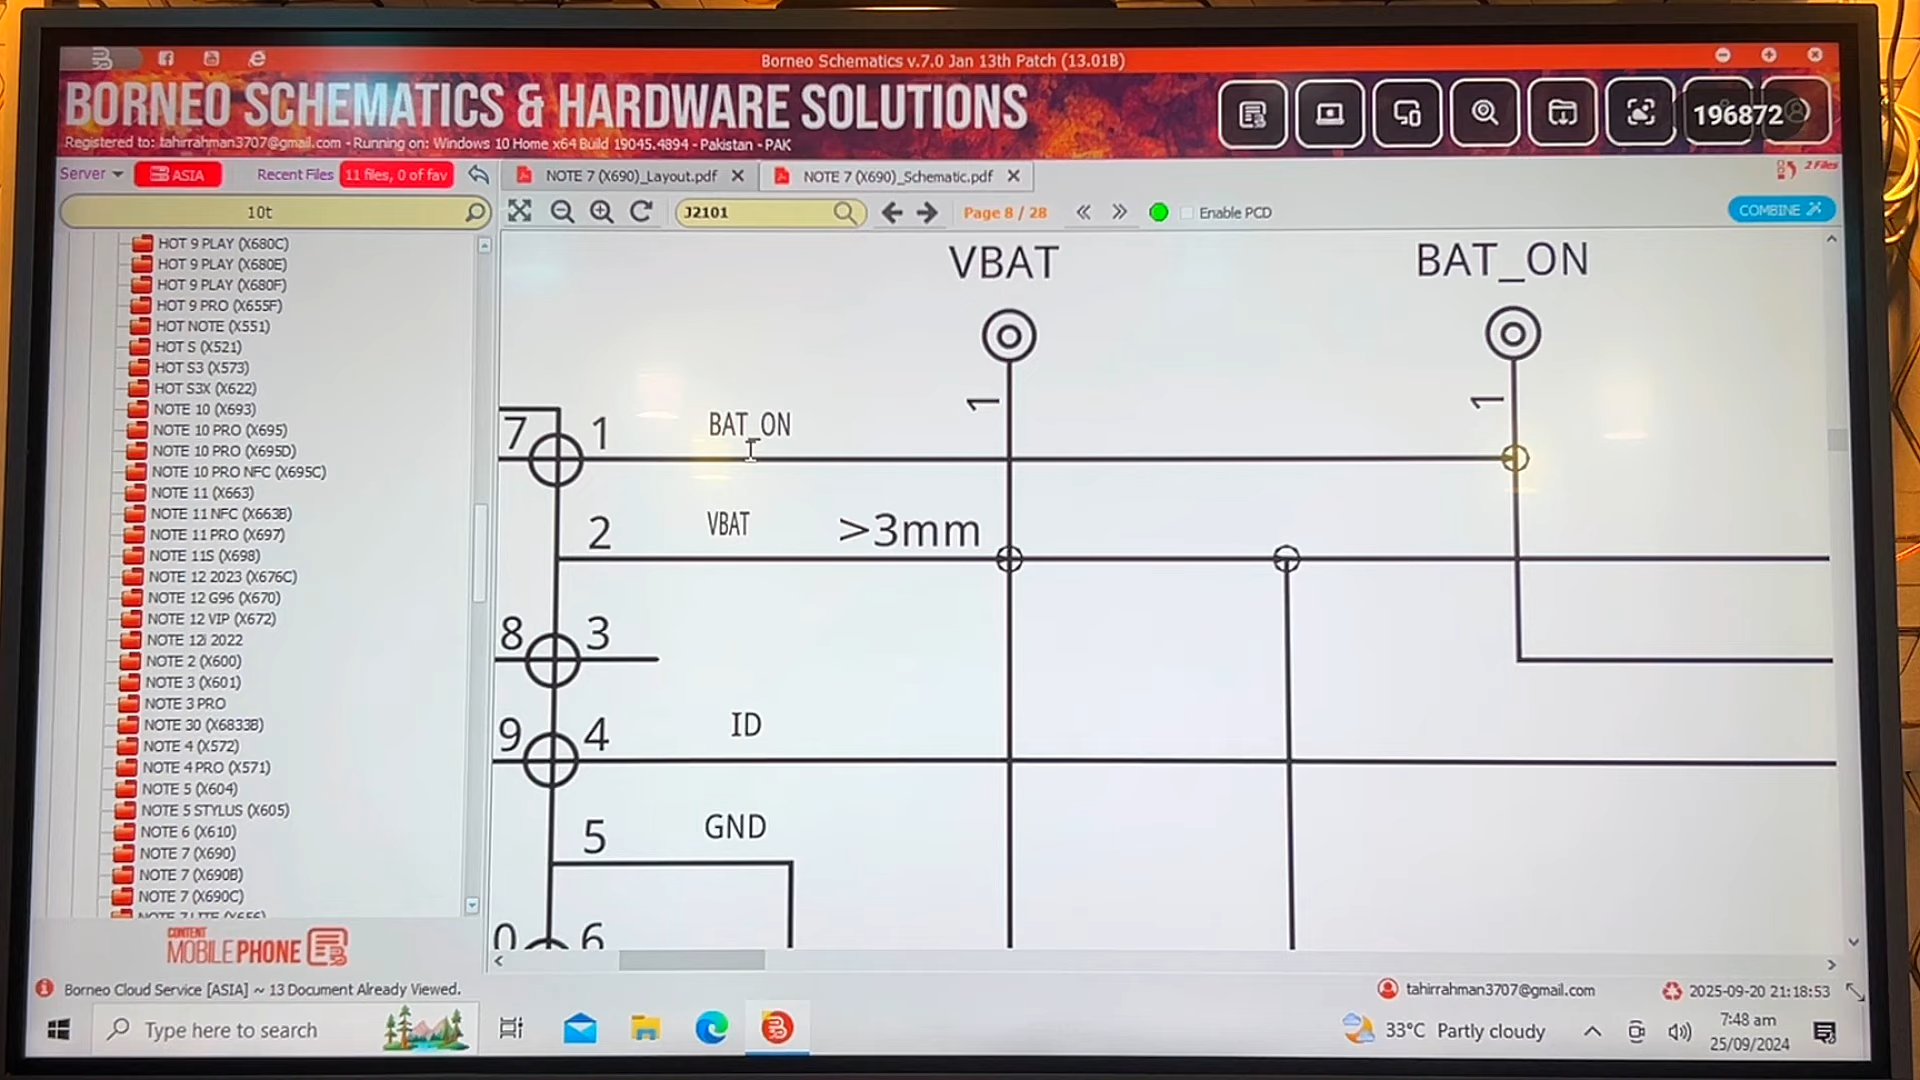 Borneo Schematics v.7.0 Jan 13th Patch (13.01B)
BORNEO SCHEMATICS & HARDWARE SOLUTIONS
196872
Registered to: tahirrahman3707@gmail.com - Running on: Windows 10 Home x64 Build 19045.4894 - Pakistan - PAK
Server ASIA Recent Files 11 files, 0 of fav
NOTE 7 (X690)_Layout.pdf
NOTE 7 (X690)_Schematic.pdf
2 Files
10t
J2101
Page 8 / 28
Enable PCD
COMBINE
HOT 9 PLAY (X680C)
HOT 9 PLAY (X680E)
HOT 9 PLAY (X680F)
HOT 9 PRO (X655F)
HOT NOTE (X551)
HOT S (X521)
HOT S3 (X573)
HOT S3X (X622)
NOTE 10 (X693)
NOTE 10 PRO (X695)
NOTE 10 PRO (X695D)
NOTE 10 PRO NFC (X695C)
NOTE 11 (X663)
NOTE 11 NFC (X663B)
NOTE 11 PRO (X697)
NOTE 11S (X698)
NOTE 12 2023 (X676C)
NOTE 12 G96 (X670)
NOTE 12 VIP (X672)
NOTE 12i 2022
NOTE 2 (X600)
NOTE 3 (X601)
NOTE 3 PRO
NOTE 30 (X6833B)
NOTE 4 (X572)
NOTE 4 PRO (X571)
NOTE 5 (X604)
NOTE 5 STYLUS (X605)
NOTE 6 (X610)
NOTE 7 (X690)
NOTE 7 (X690B)
NOTE 7 (X690C)
NOTE 7 LITE (X656)
VBAT
BAT_ON
1
1
7 1 BAT_ON
2 VBAT >3mm
8 3
9 4 ID
5 GND
0 6
CONTENT
MOBILE PHONE
Borneo Cloud Service [ASIA] ~ 13 Document Already Viewed.
tahirrahman3707@gmail.com
2025-09-20 21:18:53
Type here to search
33°C Partly cloudy
7:48 am
25/09/2024